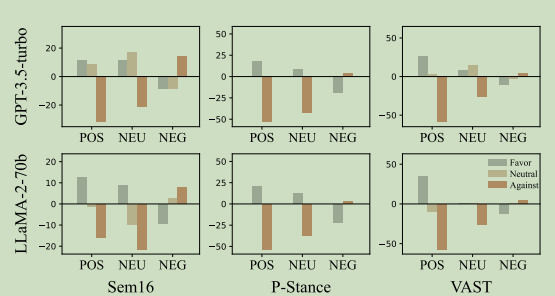 GPT-3.5-turbo
20
0
−20
POS NEU NEG
50
25
0
−25
−50
POS NEU NEG
50
0
−50
POS NEU NEG
LLaMA-2-70b
20
10
0
−10
−20
POS NEU NEG
Sem16
50
25
0
−25
−50
POS NEU NEG
P-Stance
50
0
−50
Favor
Neutral
Against
POS NEU NEG
VAST